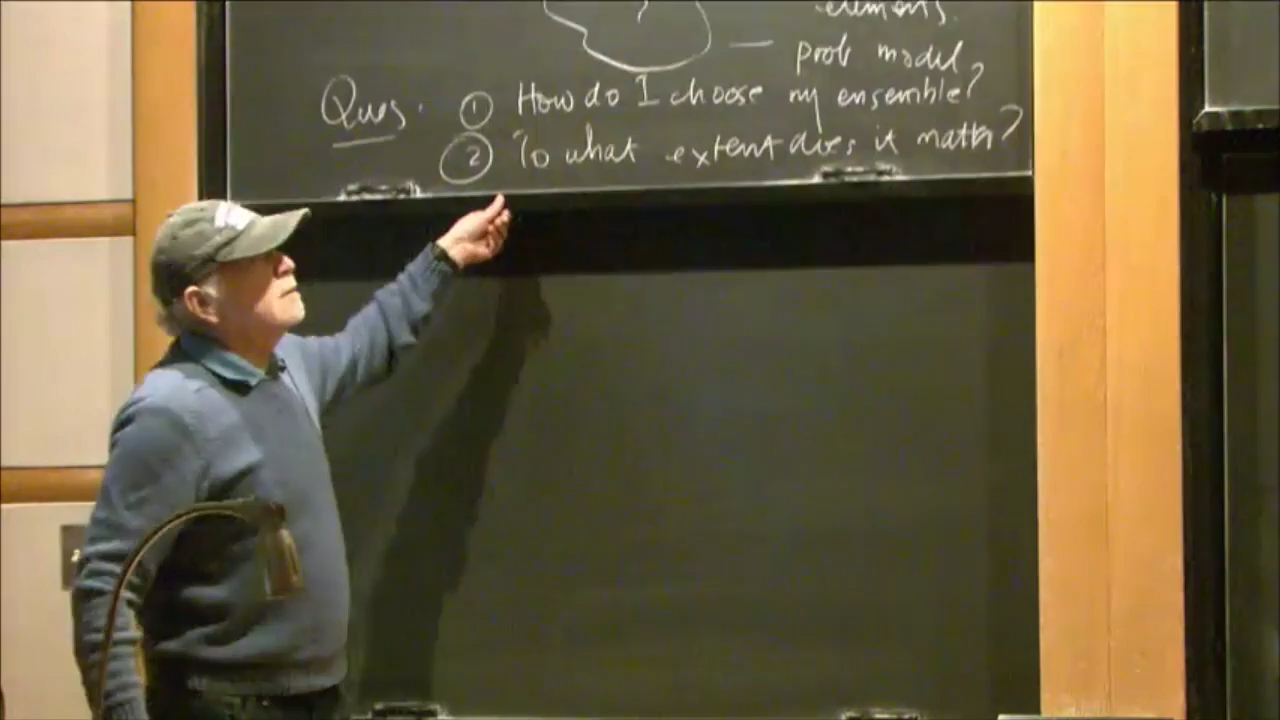 elements.
— prob model
Ques. ① How do I choose my ensemble?
② To what extent does it matter?